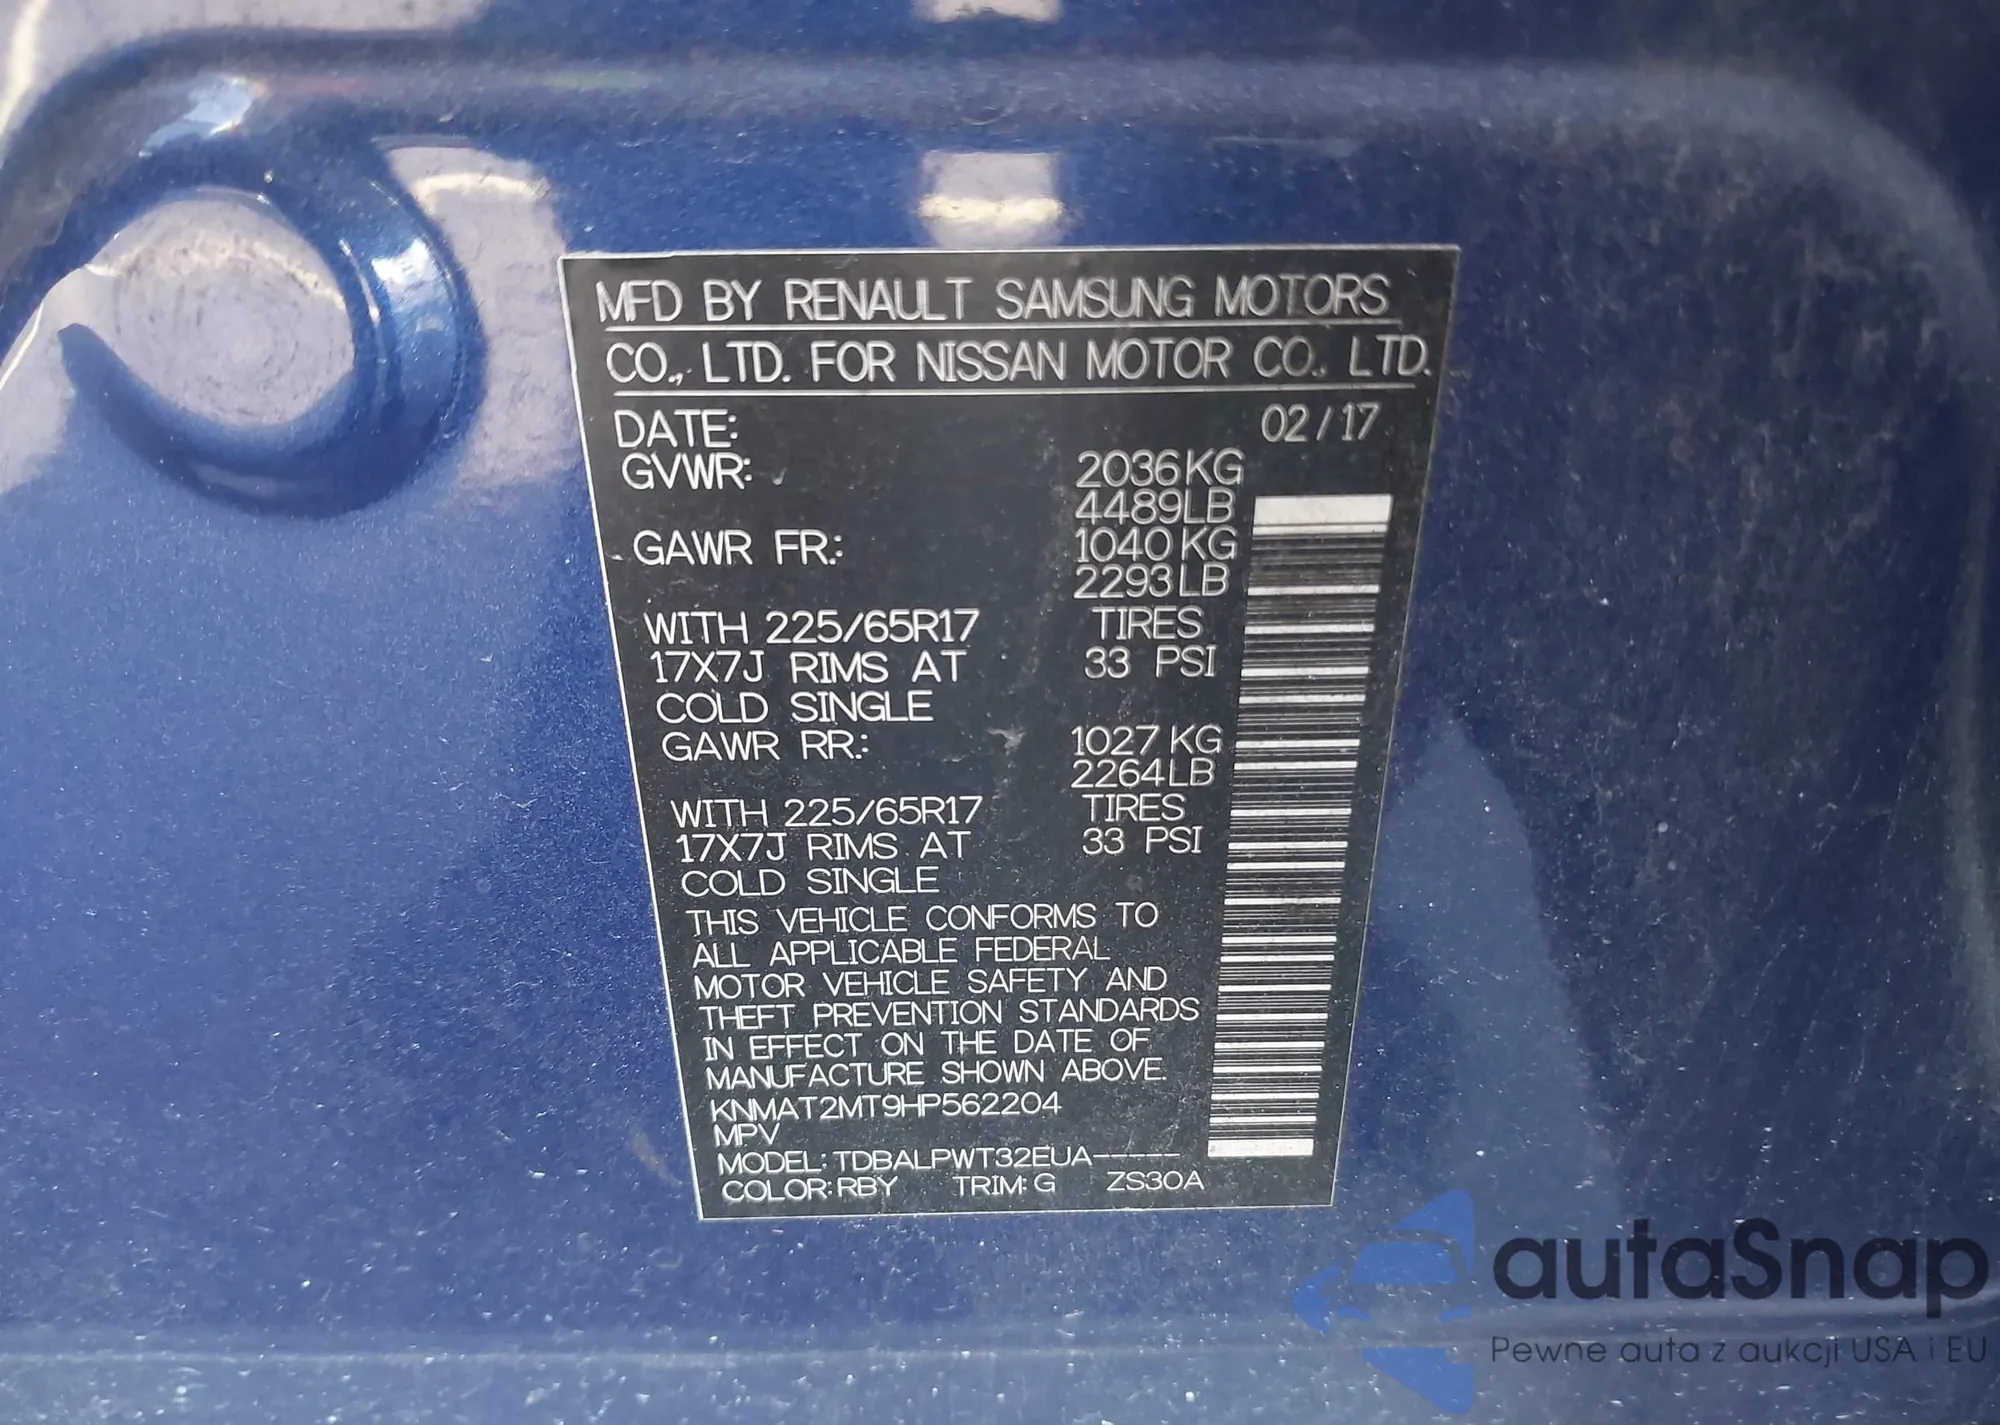 MFD BY RENAULT SAMSUNG MOTORS
CO., LTD. FOR NISSAN MOTOR CO., LTD.
DATE: 02/17
GVWR: 2036KG
4489LB
GAWR FR.: 1040KG
2293LB
WITH 225/65R17 TIRES
17X7J RIMS AT 33 PSI
COLD SINGLE
GAWR RR.: 1027KG
2264LB
WITH 225/65R17 TIRES
17X7J RIMS AT 33 PSI
COLD SINGLE
THIS VEHICLE CONFORMS TO
ALL APPLICABLE FEDERAL
MOTOR VEHICLE SAFETY AND
THEFT PREVENTION STANDARDS
IN EFFECT ON THE DATE OF
MANUFACTURE SHOWN ABOVE.
KNMAT2MT9HP562204
MPV
MODEL: TDBALPWT32EUA-----
COLOR: RBY TRIM: G ZS30A
autaSnap
Pewne auta z aukcji USA i EU